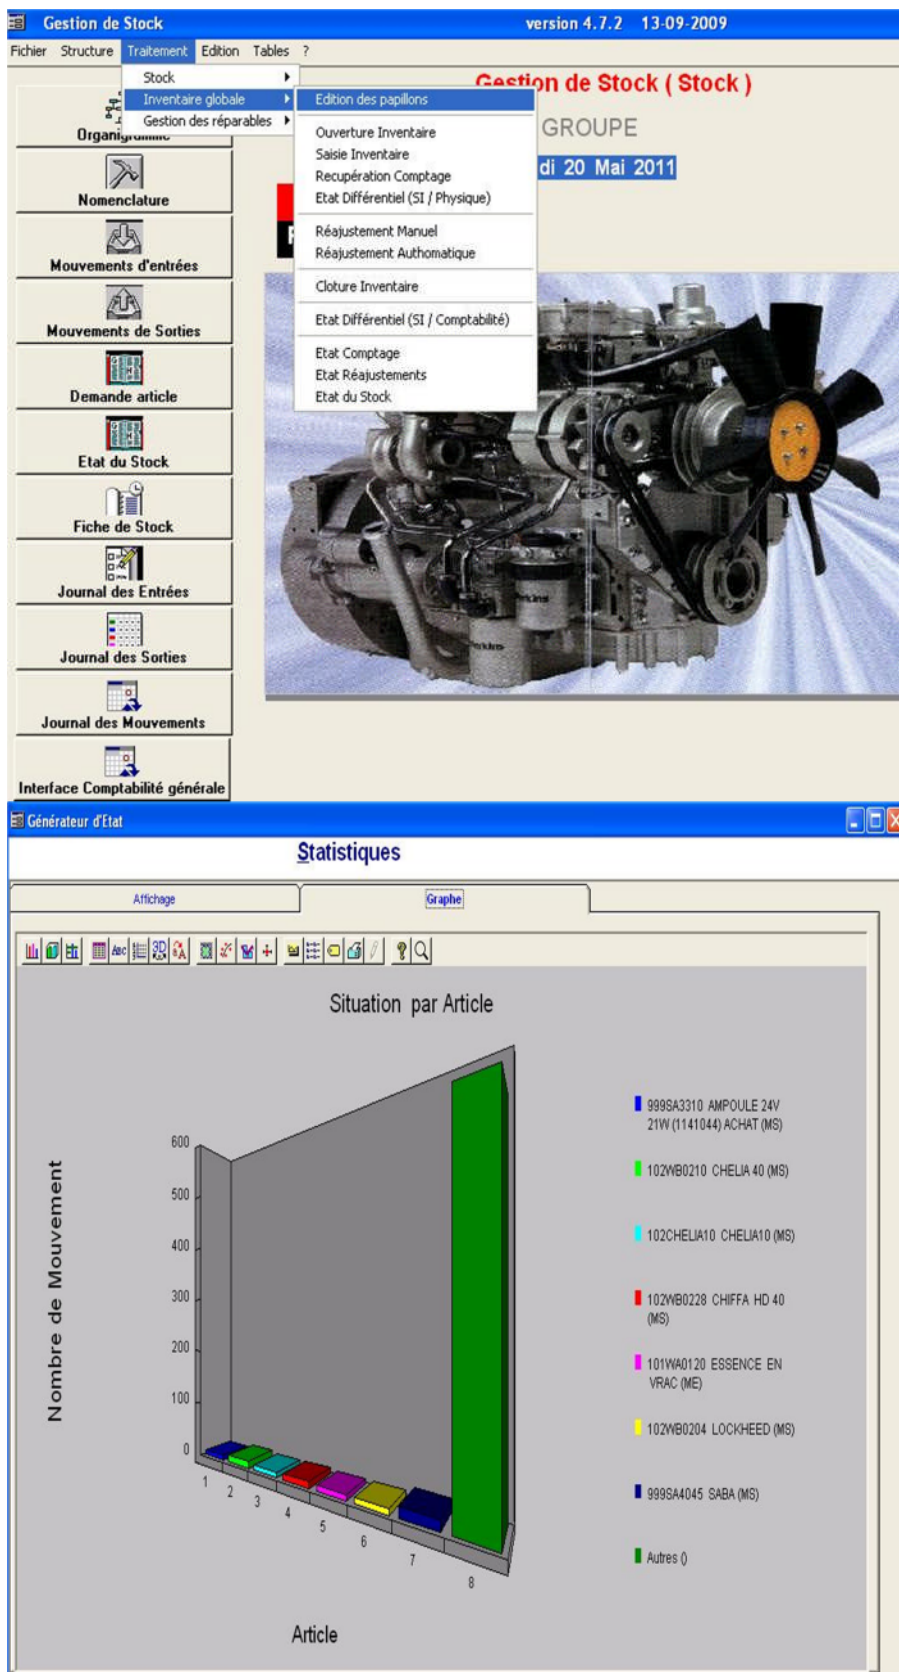 Gestion de Stock version 4.7.2 13-09-2009
Fichier Structure Traitement Edition Tables ?
Stock
Inventaire globale
Gestion des réparables
Edition des papillons
Ouverture Inventaire
Saisie Inventaire
Recupération Comptage
Etat Différentiel (SI / Physique)
Réajustement Manuel
Réajustement Authomatique
Cloture Inventaire
Etat Différentiel (SI / Comptabilité)
Etat Comptage
Etat Réajustements
Etat du Stock
Gestion de Stock ( Stock )
GROUPE
di 20 Mai 2011
Organigramme
Nomenclature
Mouvements d'entrées
Mouvements de Sorties
Demande article
Etat du Stock
Fiche de Stock
Journal des Entrées
Journal des Sorties
Journal des Mouvements
Interface Comptabilité générale
Perkins
Perkins
Générateur d'Etat
Statistiques
Affichage
Graphe
Abc 3D A
Situation par Article
Nombre de Mouvement
600
500
400
300
200
100
0
1
2
3
4
5
6
7
8
Article
999SA3310 AMPOULE 24V
21W (1141044) ACHAT (MS)
102WB0210 CHELIA 40 (MS)
102CHELIA10 CHELIA10 (MS)
102WB0228 CHIFFA HD 40
(MS)
101WA0120 ESSENCE EN
VRAC (ME)
102WB0204 LOCKHEED (MS)
999SA4045 SABA (MS)
Autres ()